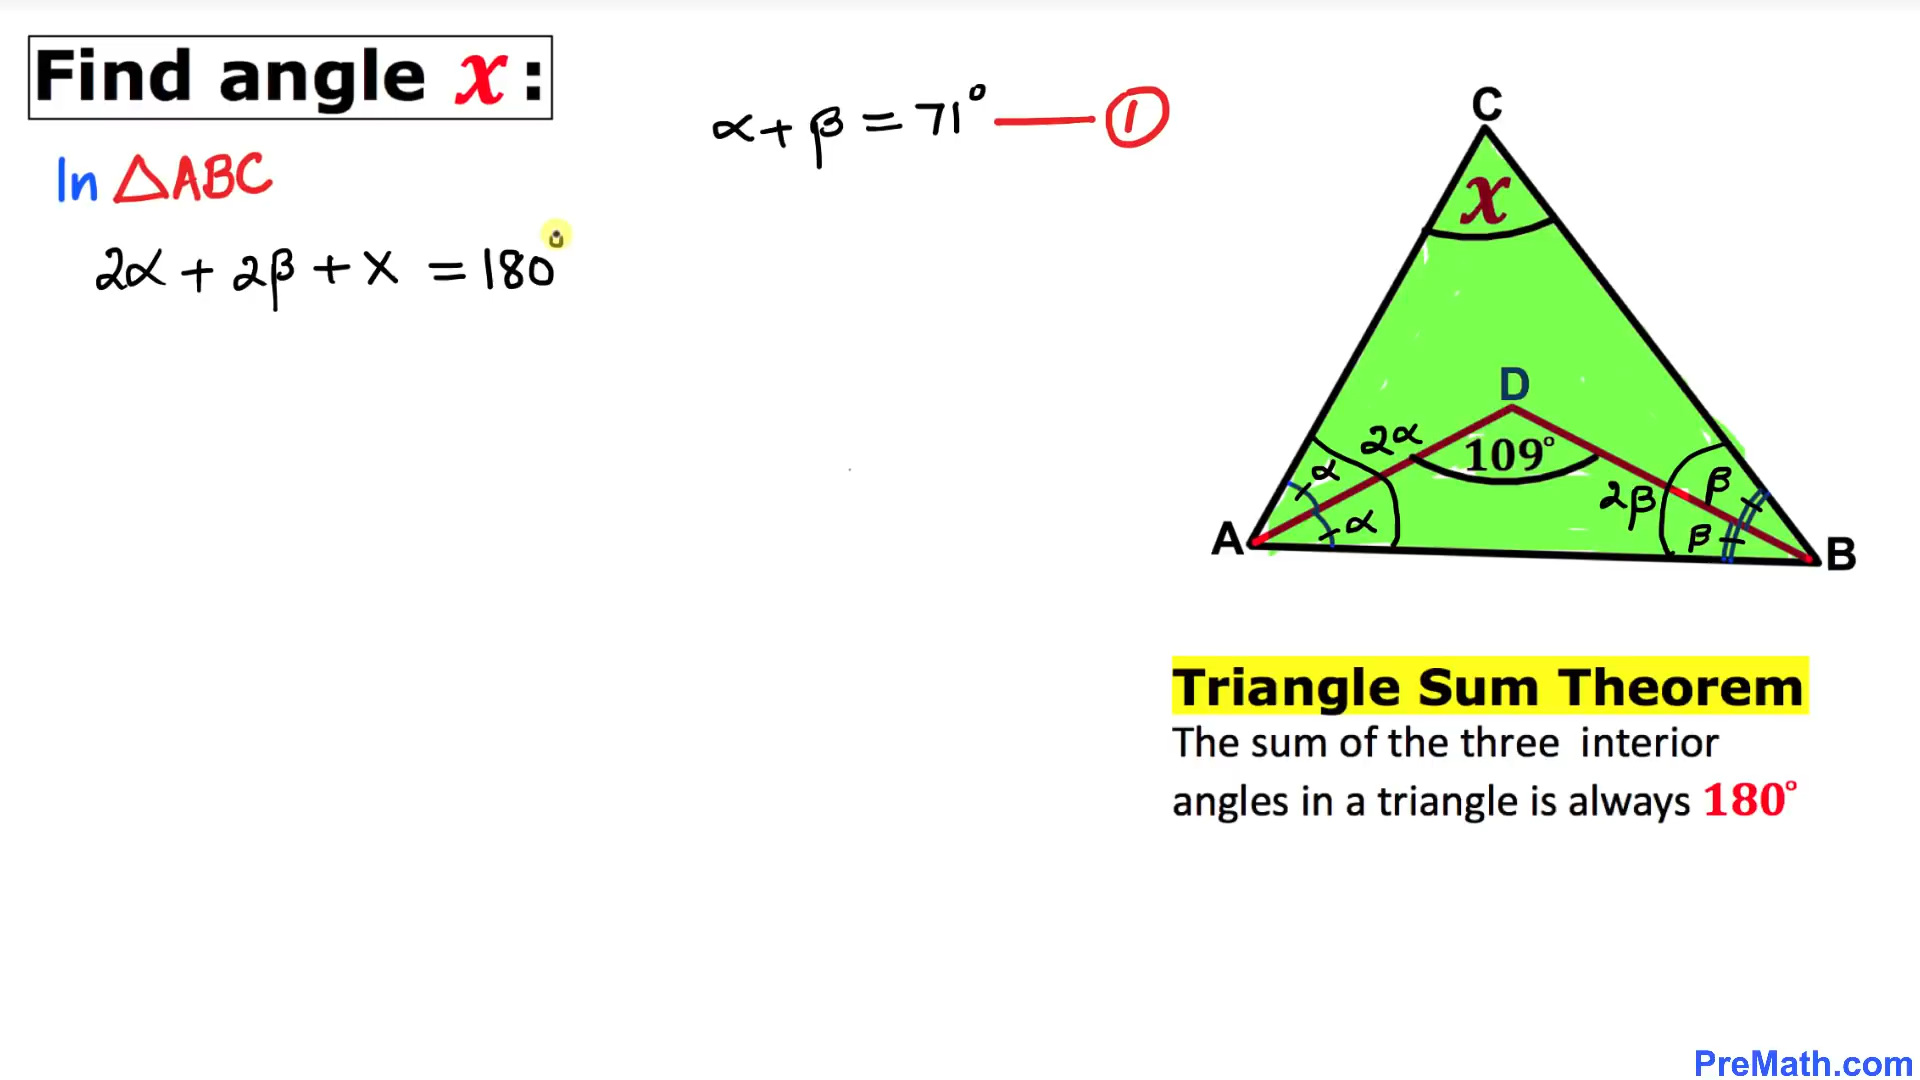 Find angle x:
α + β = 71° —— ①
In △ABC
2α + 2β + x = 180°
C
x
D
109°
2α
α
α
2β
β
β
A
B
Triangle Sum Theorem
The sum of the three interior
angles in a triangle is always 180°
PreMath.com